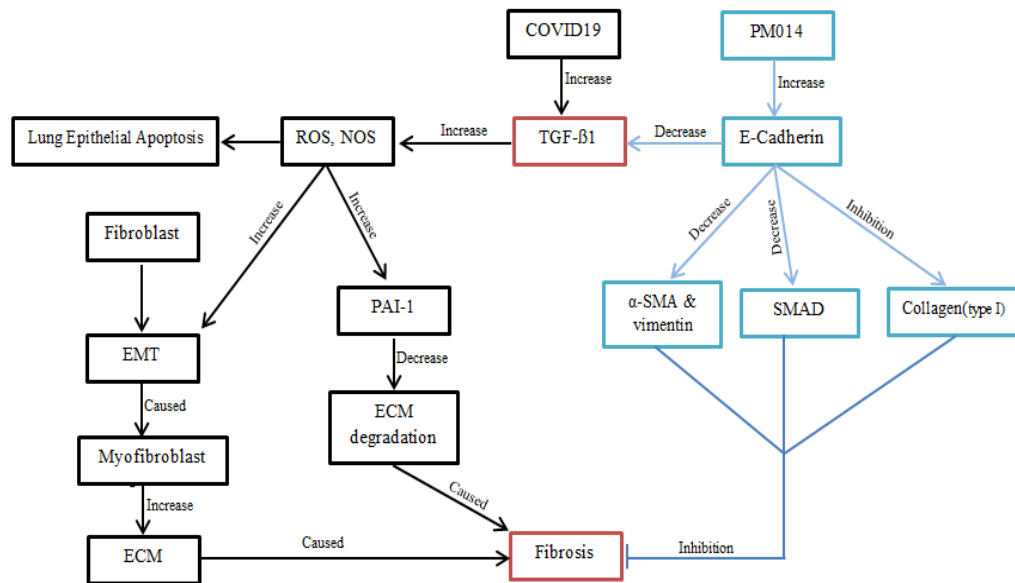 COVID19
PM014
Increase
Increase
Lung Epithelial Apoptosis
ROS, NOS
Increase
TGF-ß1
Decrease
E-Cadherin
Fibroblast
Increase
Increase
Decrease
Decrease
Inhibition
PAI-1
α-SMA &
vimentin
SMAD
Collagen(type I)
EMT
Decrease
Caused
ECM
degradation
Myofibroblast
Increase
Caused
ECM
Caused
Fibrosis
Inhibition